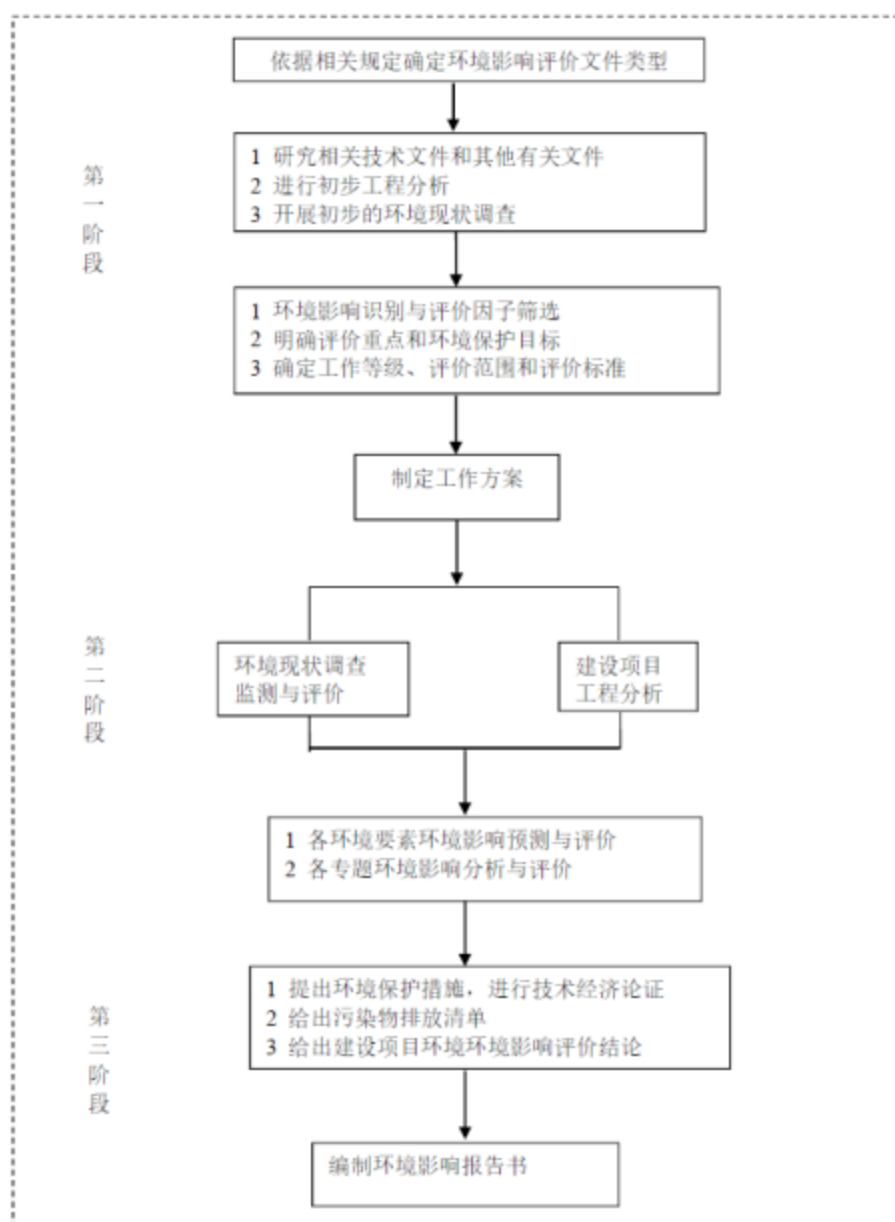 依据相关规定确定环境影响评价文件类型
第一阶段
1 研究相关技术文件和其他有关文件
2 进行初步工程分析
3 开展初步的环境现状调查
1 环境影响识别与评价因子筛选
2 明确评价重点和环境保护目标
3 确定工作等级、评价范围和评价标准
制定工作方案
第二阶段
环境现状调查
监测与评价
建设项目
工程分析
1 各环境要素环境影响预测与评价
2 各专题环境影响分析与评价
第三阶段
1 提出环境保护措施，进行技术经济论证
2 给出污染物排放清单
3 给出建设项目环境环境影响评价结论
编制环境影响报告书